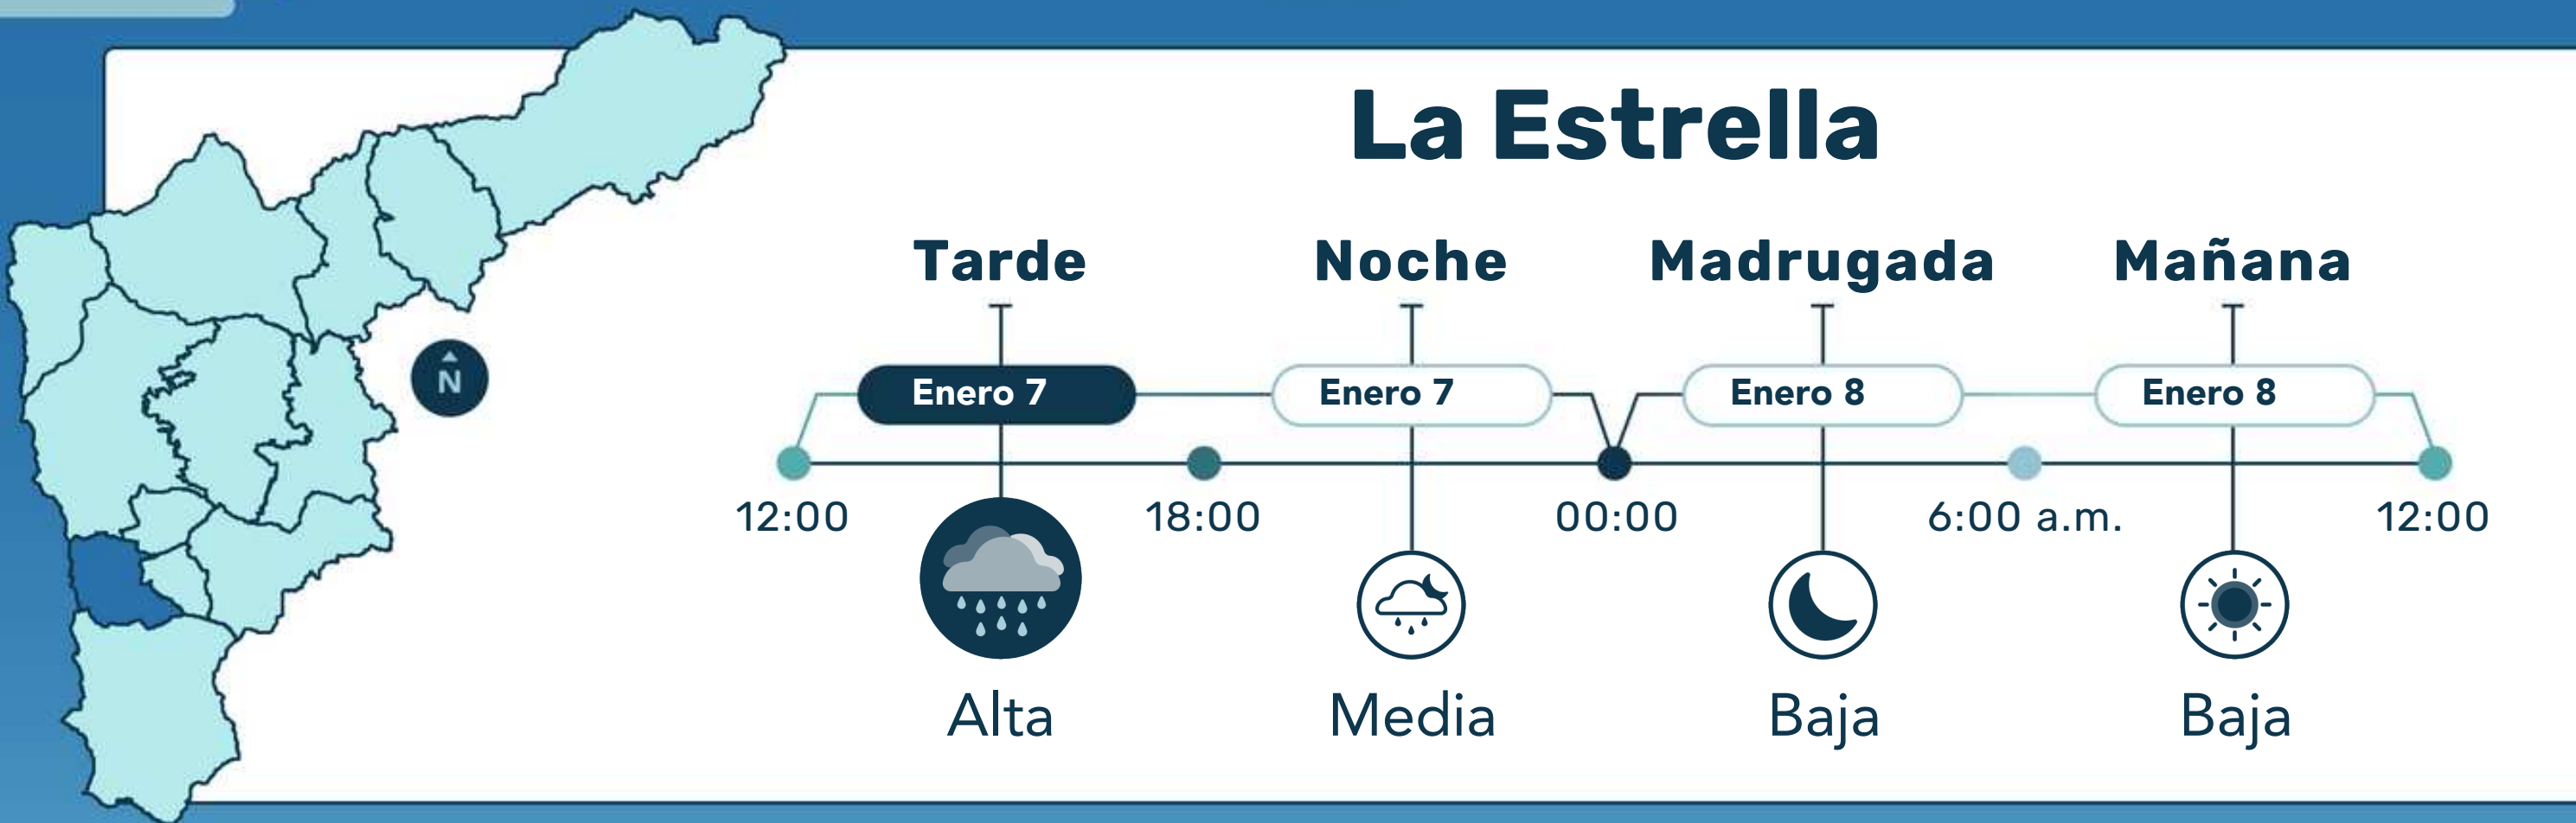 La Estrella
Tarde Noche Madrugada Mañana
Enero 7 Enero 7 Enero 8 Enero 8
N
12:00 18:00 00:00 6:00 a.m. 12:00
Alta Media Baja Baja